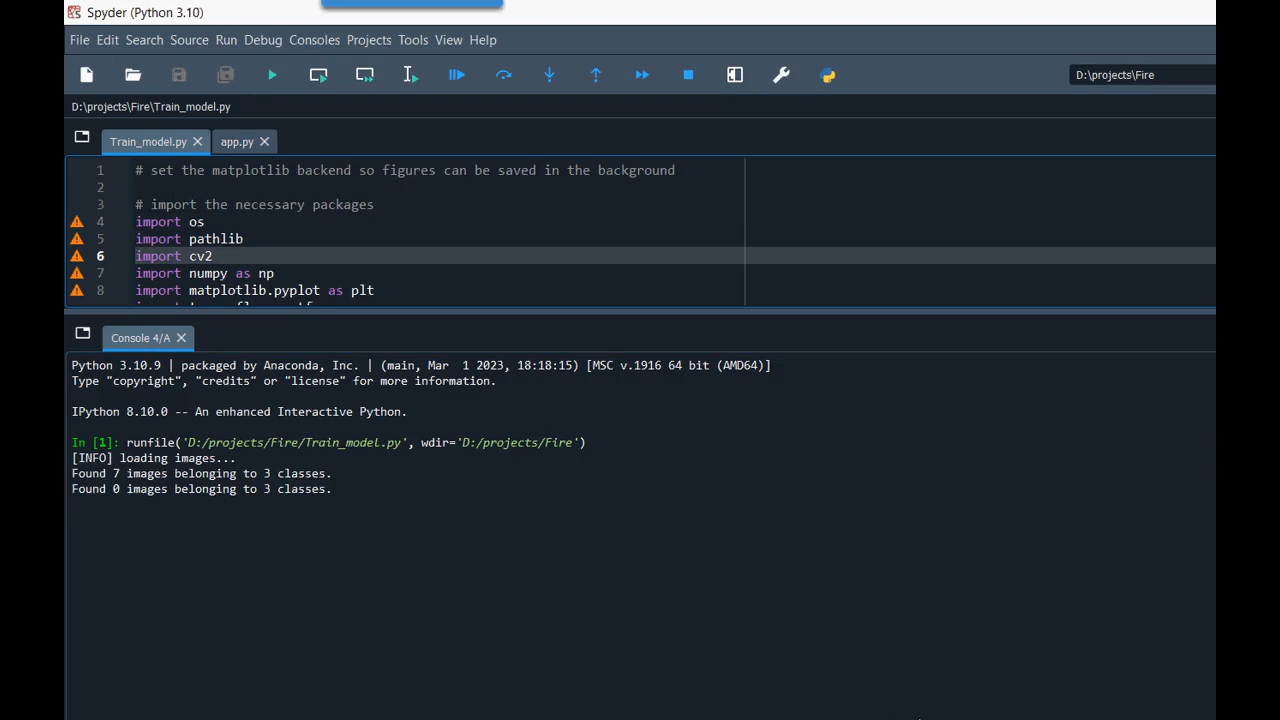 Spyder (Python 3.10)
File Edit Search Source Run Debug Consoles Projects Tools View Help
D:\projects\Fire
D:\projects\Fire\Train_model.py
Train_model.py app.py
1 # set the matplotlib backend so figures can be saved in the background
2
3 # import the necessary packages
4 import os
5 import pathlib
6 import cv2
7 import numpy as np
8 import matplotlib.pyplot as plt
Console 4/A
Python 3.10.9 | packaged by Anaconda, Inc. | (main, Mar  1 2023, 18:18:15) [MSC v.1916 64 bit (AMD64)]
Type "copyright", "credits" or "license" for more information.
IPython 8.10.0 -- An enhanced Interactive Python.
In [1]: runfile('D:/projects/Fire/Train_model.py', wdir='D:/projects/Fire')
[INFO] loading images...
Found 7 images belonging to 3 classes.
Found 0 images belonging to 3 classes.